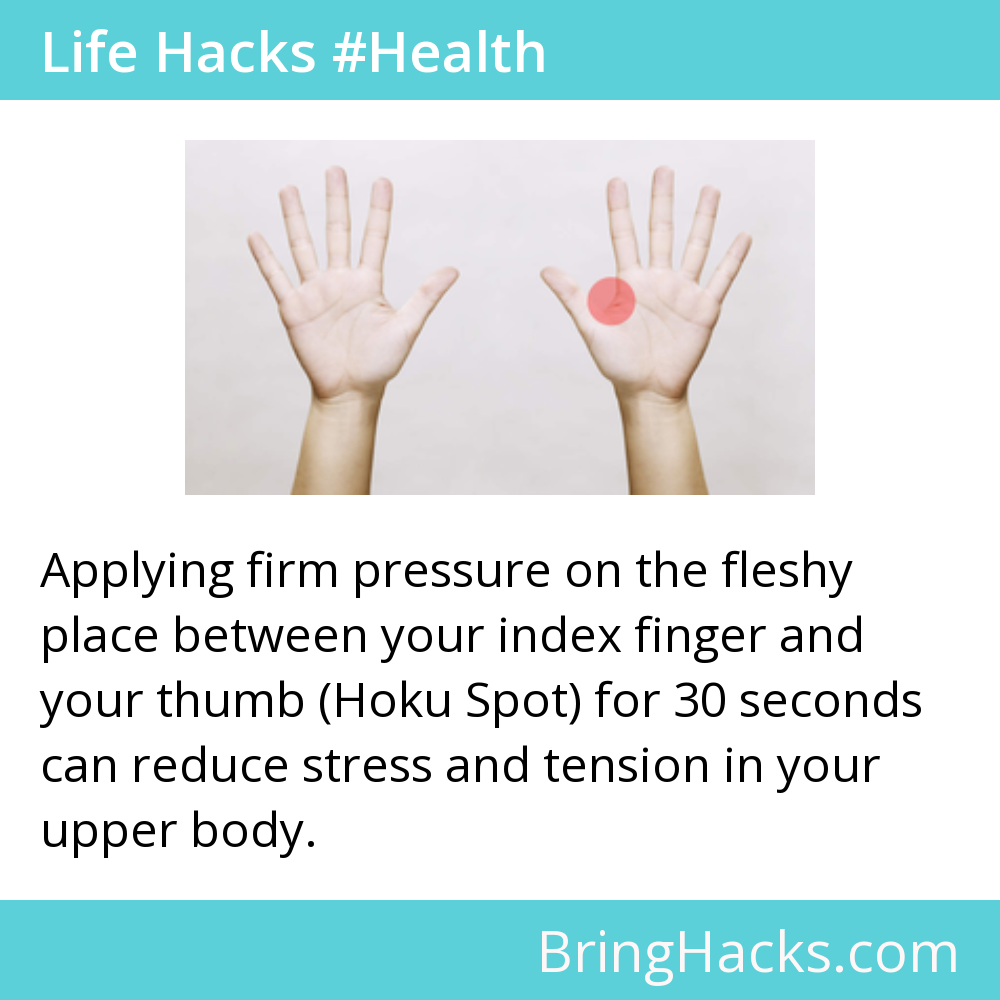 Life Hacks #Health
Applying firm pressure on the fleshy
place between your index finger and
your thumb (Hoku Spot) for 30 seconds
can reduce stress and tension in your
upper body.
BringHacks.com